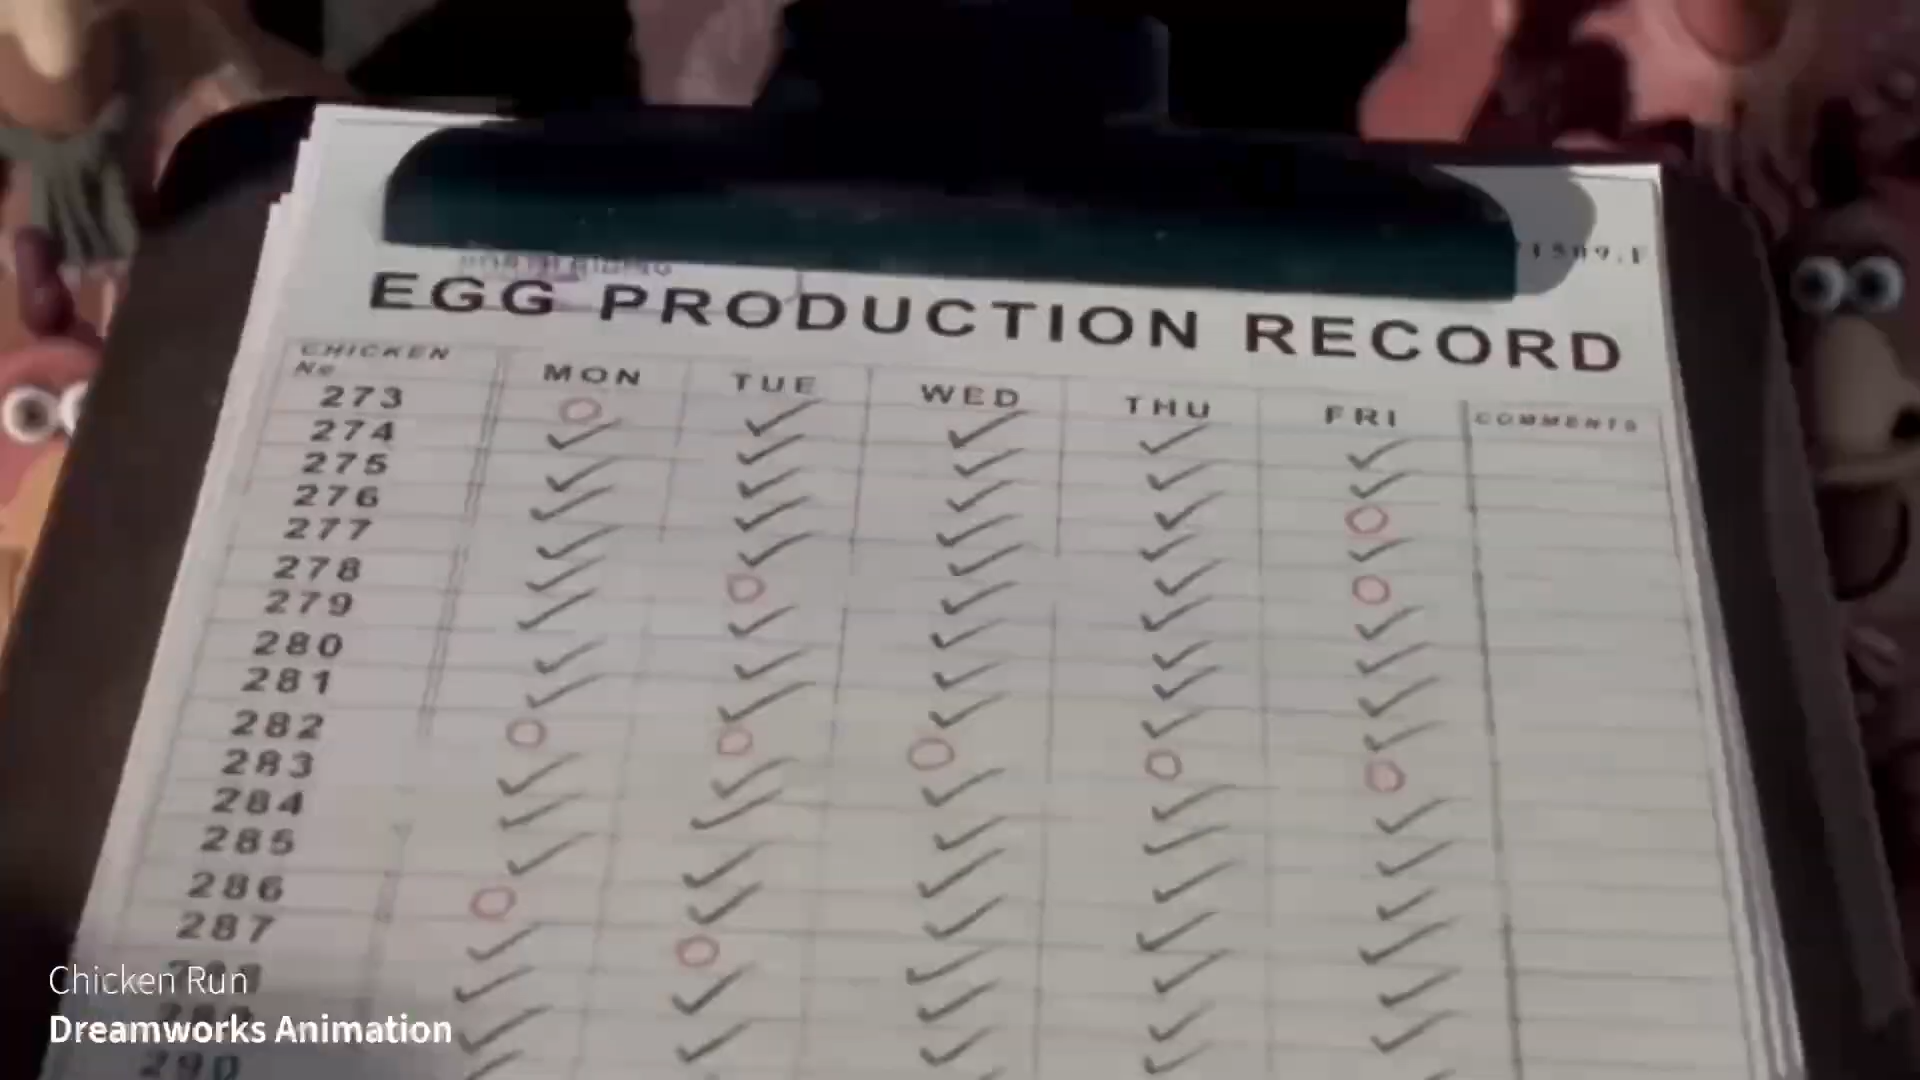 EGG PRODUCTION RECORD
CHICKEN
No
MON TUE WED THU FRI COMMENTS
273
274
275
276
277
278
279
280
281
282
283
284
285
286
287
290
Chicken Run
Dreamworks Animation